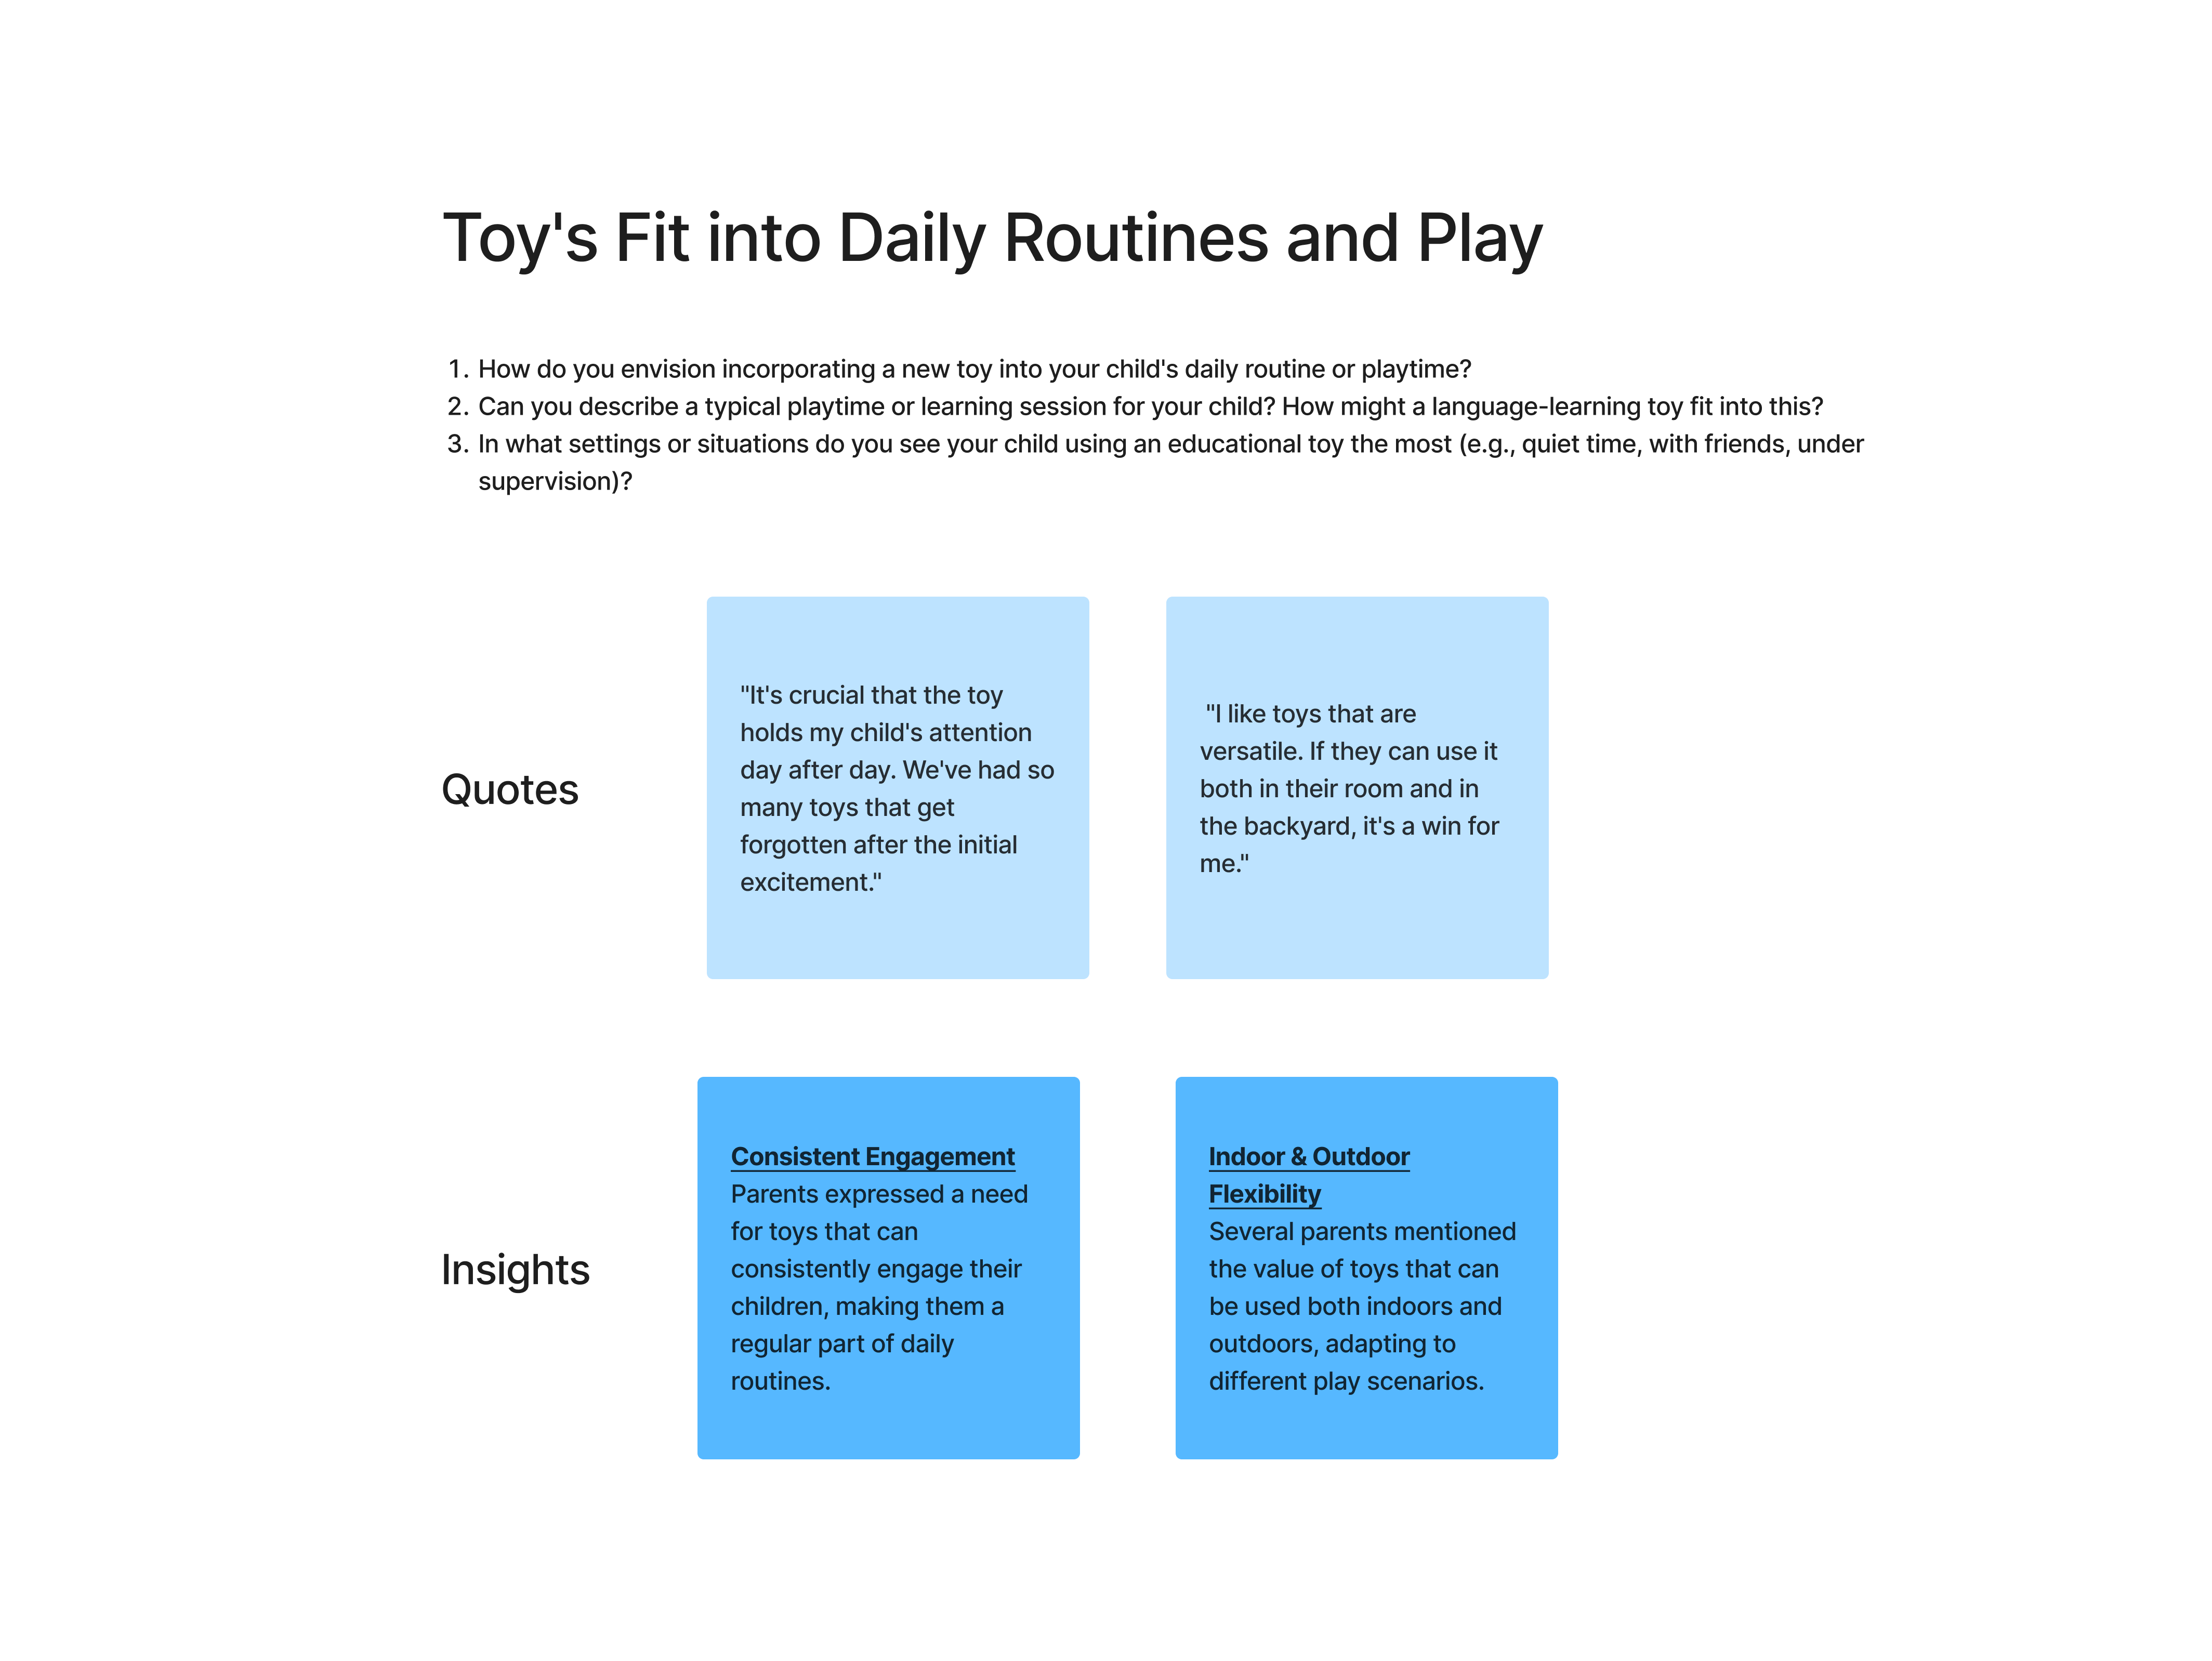 Toy's Fit into Daily Routines and Play
1. How do you envision incorporating a new toy into your child's daily routine or playtime?
2. Can you describe a typical playtime or learning session for your child? How might a language-learning toy fit into this?
3. In what settings or situations do you see your child using an educational toy the most (e.g., quiet time, with friends, under
supervision)?
Quotes
"It's crucial that the toy
holds my child's attention
day after day. We've had so
many toys that get
forgotten after the initial
excitement."
"I like toys that are
versatile. If they can use it
both in their room and in
the backyard, it's a win for
me."
Insights
Consistent Engagement
Parents expressed a need
for toys that can
consistently engage their
children, making them a
regular part of daily
routines.
Indoor & Outdoor
Flexibility
Several parents mentioned
the value of toys that can
be used both indoors and
outdoors, adapting to
different play scenarios.